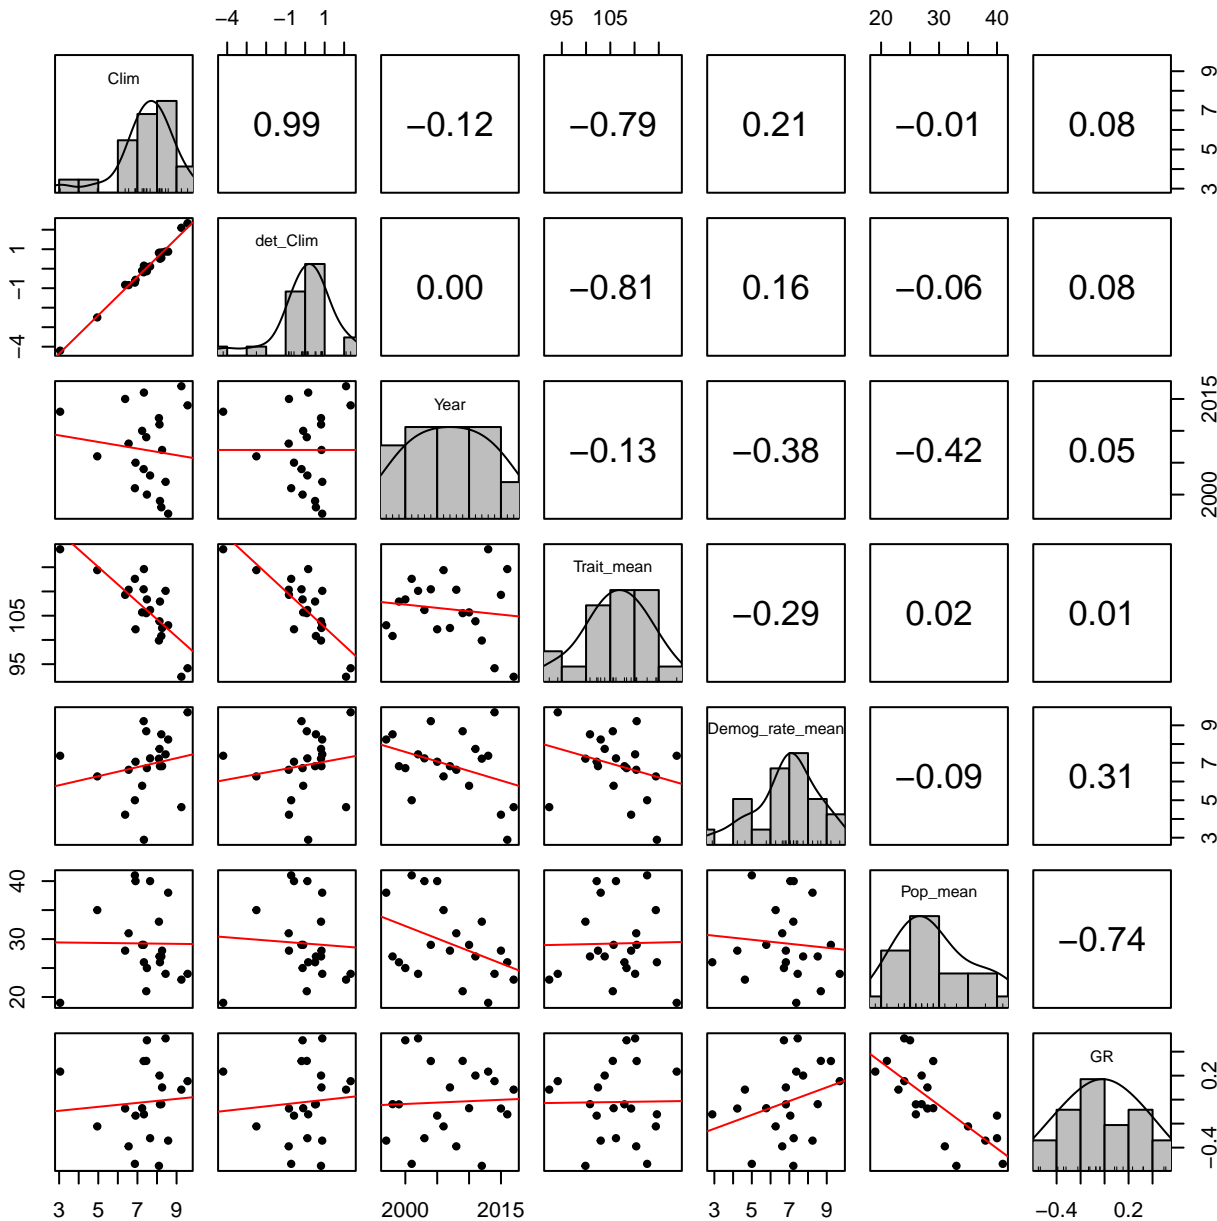 −4 −1 1 95 105 20 30 40
Clim 0.99 −0.12 −0.79 0.21 −0.01 0.08 3 5 7 9
−4 −1 1 det_Clim 0.00 −0.81 0.16 −0.06 0.08
Year −0.13 −0.38 −0.42 0.05 2000 2015
95 105 Trait_mean −0.29 0.02 0.01
Demog_rate_mean −0.09 0.31 3 5 7 9
20 30 40 Pop_mean −0.74
GR −0.4 0.2
3 5 7 9 2000 2015 3 5 7 9 −0.4 0.2